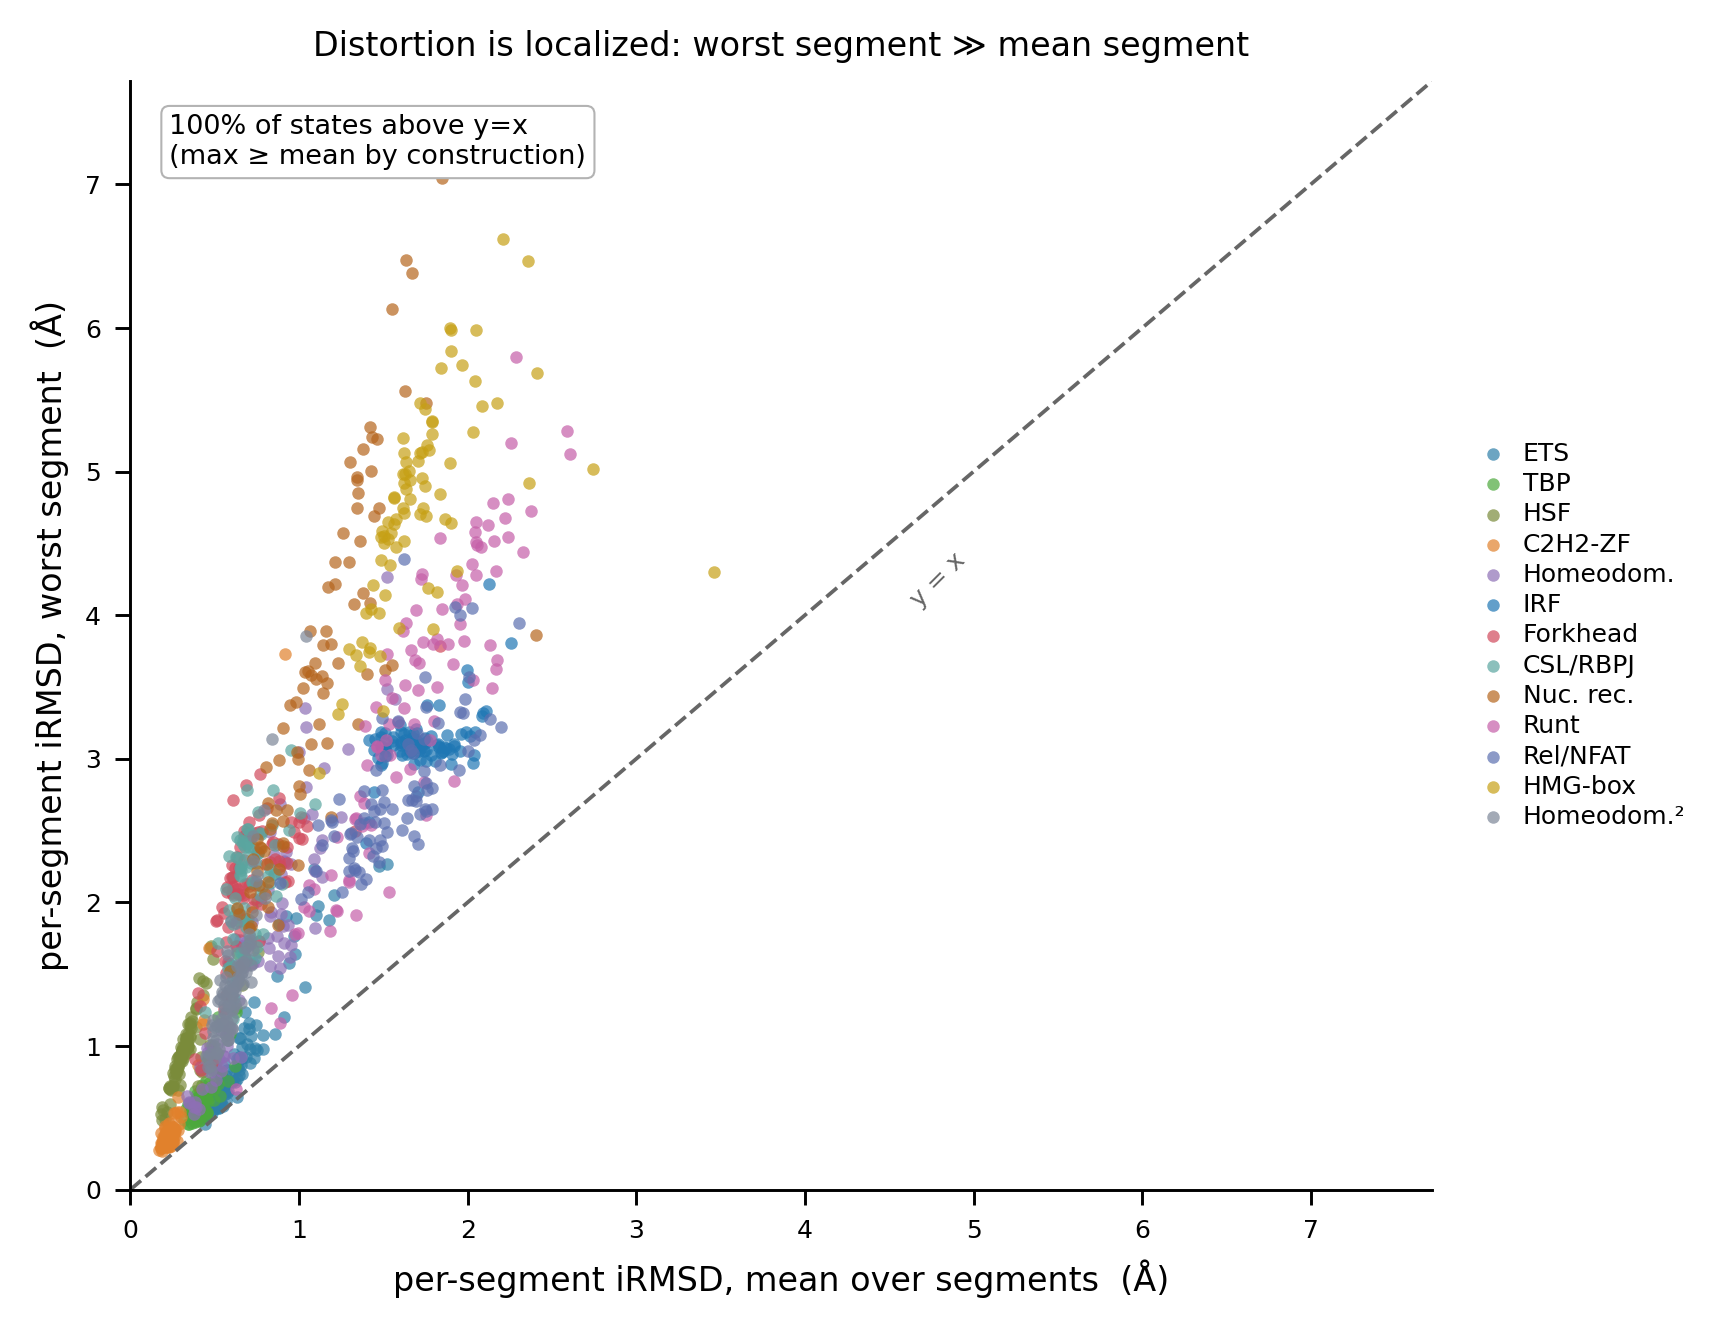 Distortion is localized: worst segment ≫ mean segment
100% of states above y=x
(max ≥ mean by construction)
per-segment iRMSD, worst segment (Å)
7
6
5
4
3
2
1
0
y = x
ETS
TBP
HSF
C2H2-ZF
Homeodom.
IRF
Forkhead
CSL/RBPJ
Nuc. rec.
Runt
Rel/NFAT
HMG-box
Homeodom.²
0 1 2 3 4 5 6 7
per-segment iRMSD, mean over segments (Å)